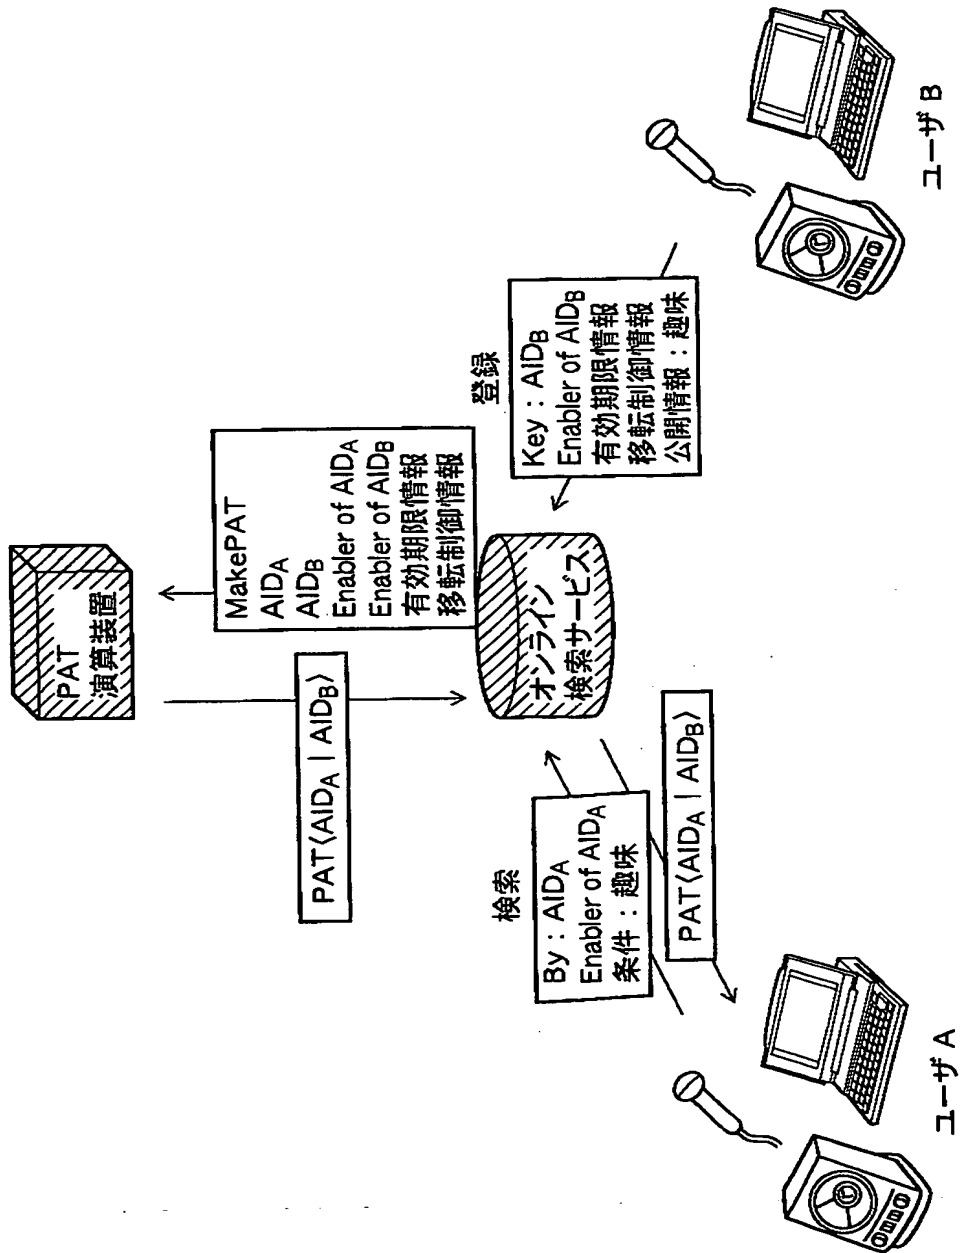 PAT
演算装置
PAT⟨AIDA | AIDB⟩
MakePAT
AIDA
AIDB
Enabler of AIDA
Enabler of AIDB
有効期限情報
移転制御情報
オンライン
検索サービス
検索
By : AIDA
Enabler of AIDA
条件 : 趣味
PAT⟨AIDA | AIDB⟩
登録
Key : AIDB
Enabler of AIDB
有効期限情報
移転制御情報
公開情報 : 趣味
ユーザ A
ユーザ B